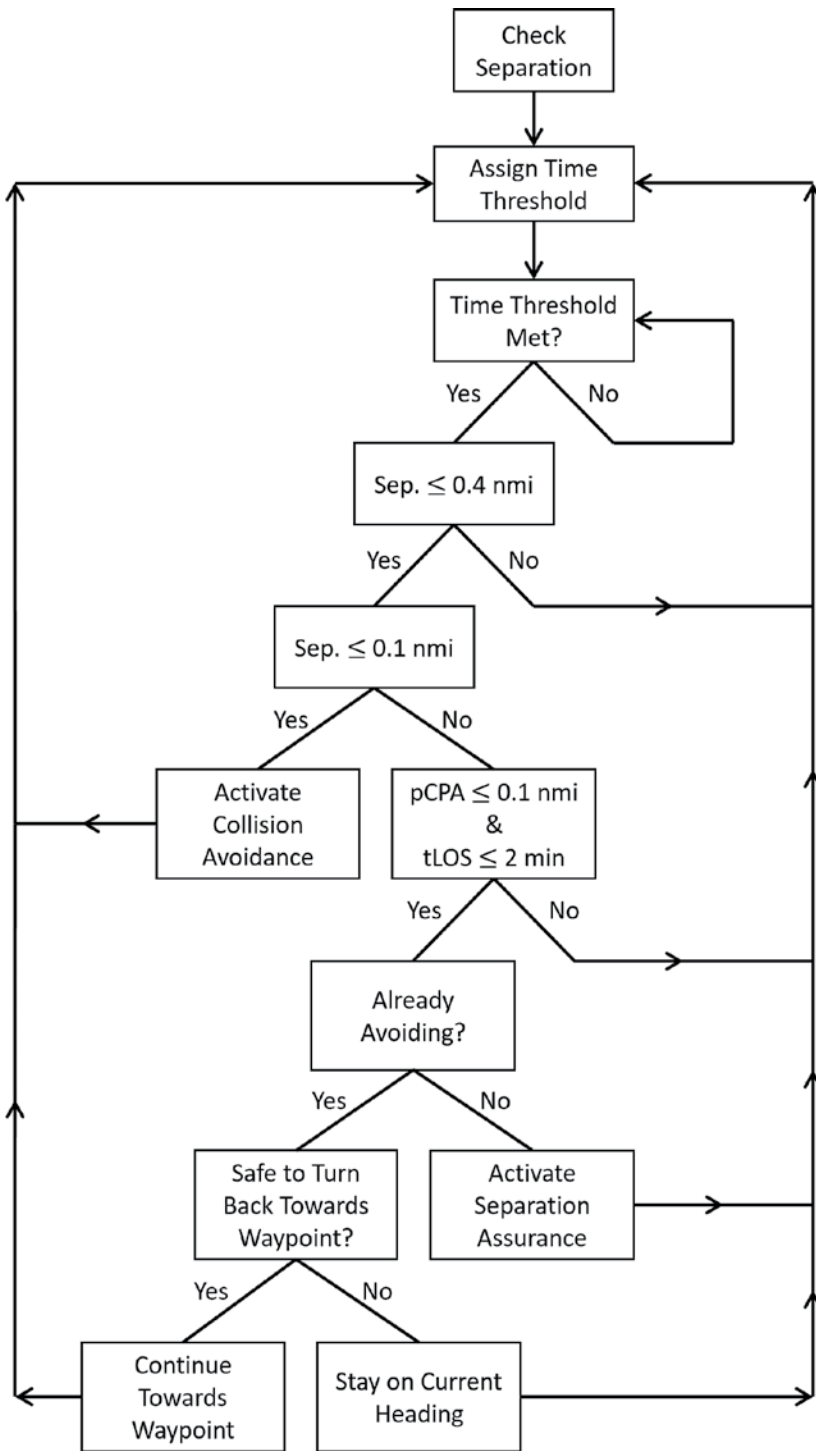 Check
Separation
Assign Time
Threshold
Time Threshold
Met?
Yes
No
Sep. ≤ 0.4 nmi
Yes
No
Sep. ≤ 0.1 nmi
Yes
No
Activate
Collision
Avoidance
pCPA ≤ 0.1 nmi
&
tLOS ≤ 2 min
Yes
No
Already
Avoiding?
Yes
No
Safe to Turn
Back Towards
Waypoint?
Activate
Separation
Assurance
Yes
No
Continue
Towards
Waypoint
Stay on Current
Heading